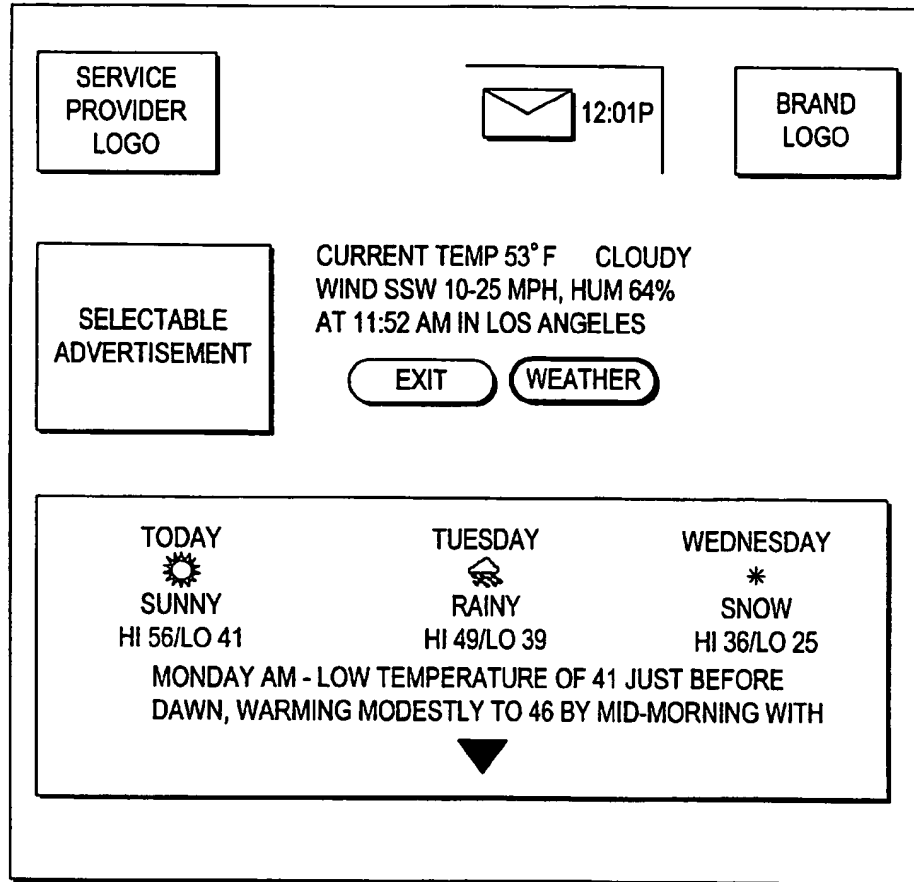 SERVICE
PROVIDER
LOGO
12:01P
BRAND
LOGO
SELECTABLE
ADVERTISEMENT
CURRENT TEMP 53° F CLOUDY
WIND SSW 10-25 MPH, HUM 64%
AT 11:52 AM IN LOS ANGELES
EXIT
WEATHER
TODAY
SUNNY
HI 56/LO 41
TUESDAY
RAINY
HI 49/LO 39
WEDNESDAY
SNOW
HI 36/LO 25
MONDAY AM - LOW TEMPERATURE OF 41 JUST BEFORE
DAWN, WARMING MODESTLY TO 46 BY MID-MORNING WITH